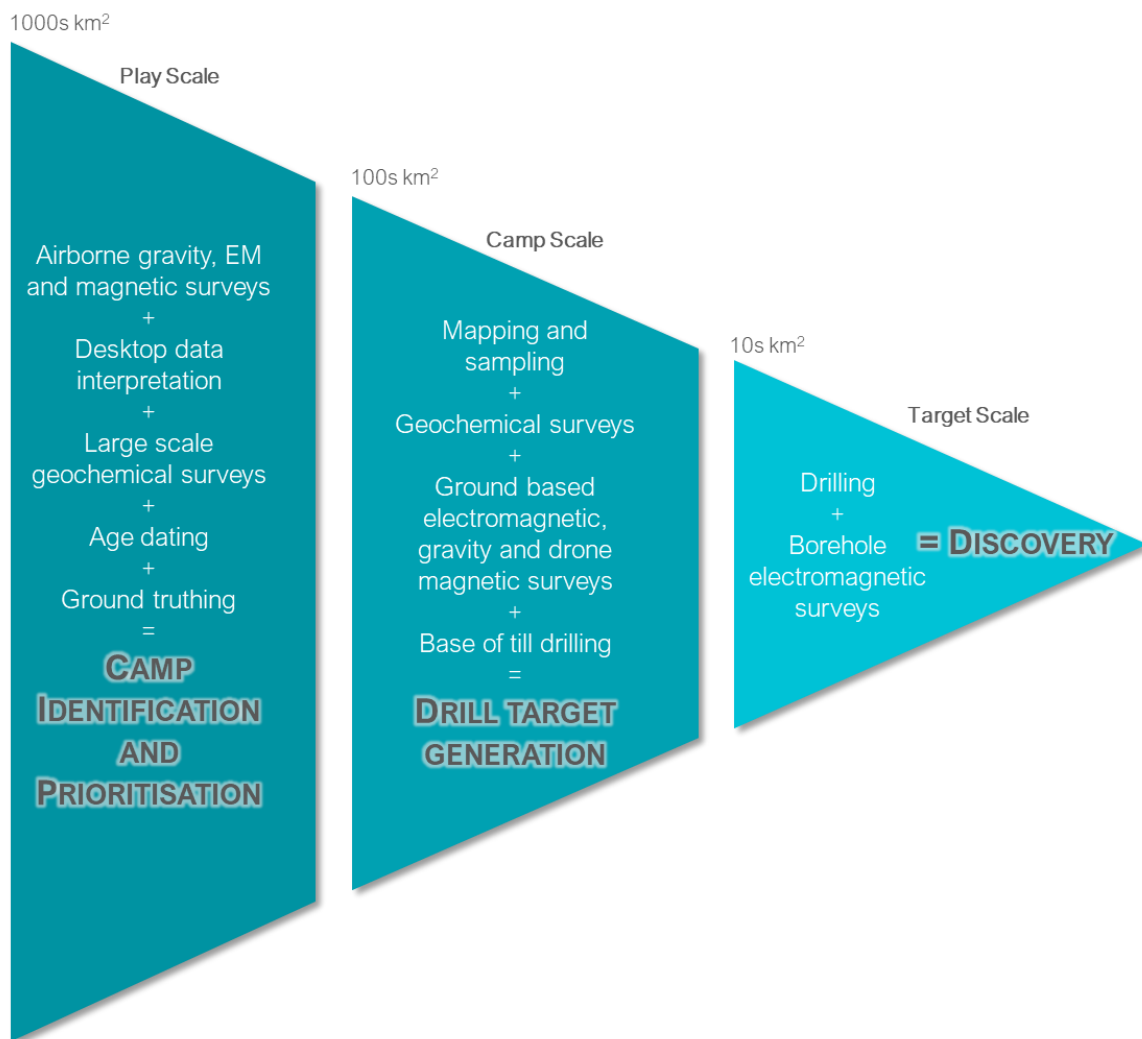 1000s km²
Play Scale
Airborne gravity, EM
and magnetic surveys
+
Desktop data
interpretation
+
Large scale
geochemical surveys
+
Age dating
+
Ground truthing
=
CAMP
IDENTIFICATION
AND
PRIORITISATION
100s km²
Camp Scale
Mapping and
sampling
+
Geochemical surveys
+
Ground based
electromagnetic,
gravity and drone
magnetic surveys
+
Base of till drilling
=
DRILL TARGET
GENERATION
10s km²
Target Scale
Drilling
+
Borehole
electromagnetic
surveys
= DISCOVERY